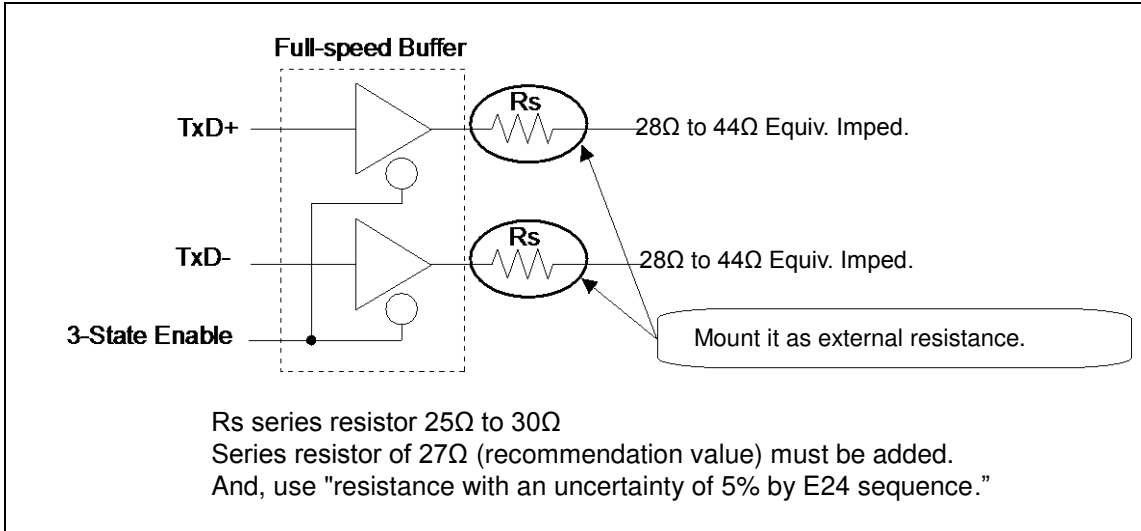 Full-speed Buffer
TxD+
Rs
28Ω to 44Ω Equiv. Imped.
TxD−
Rs
28Ω to 44Ω Equiv. Imped.
3-State Enable
Mount it as external resistance.
Rs series resistor 25Ω to 30Ω
Series resistor of 27Ω (recommendation value) must be added.
And, use "resistance with an uncertainty of 5% by E24 sequence.”